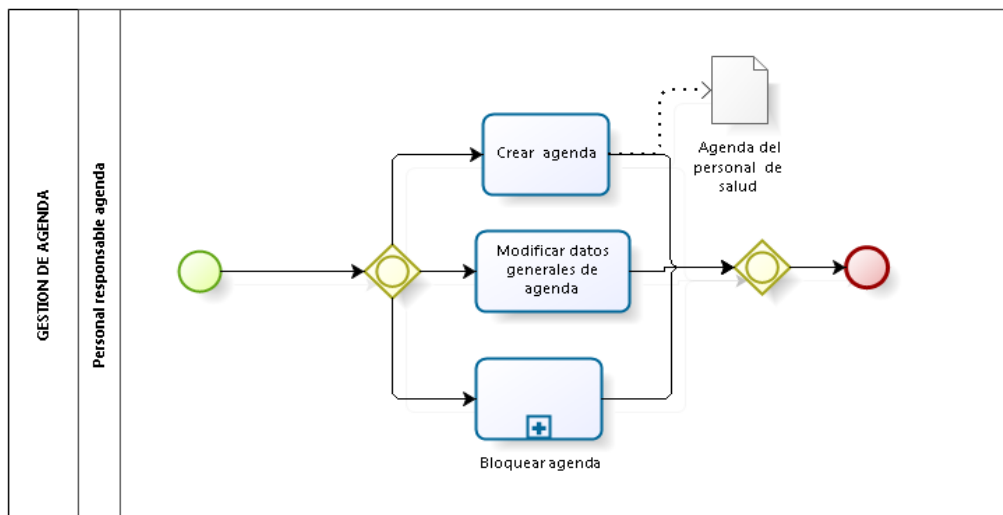 GESTION DE AGENDA
Personal responsable agenda
Crear agenda
Agenda del
personal de
salud
Modificar datos
generales de
agenda
Bloquear agenda